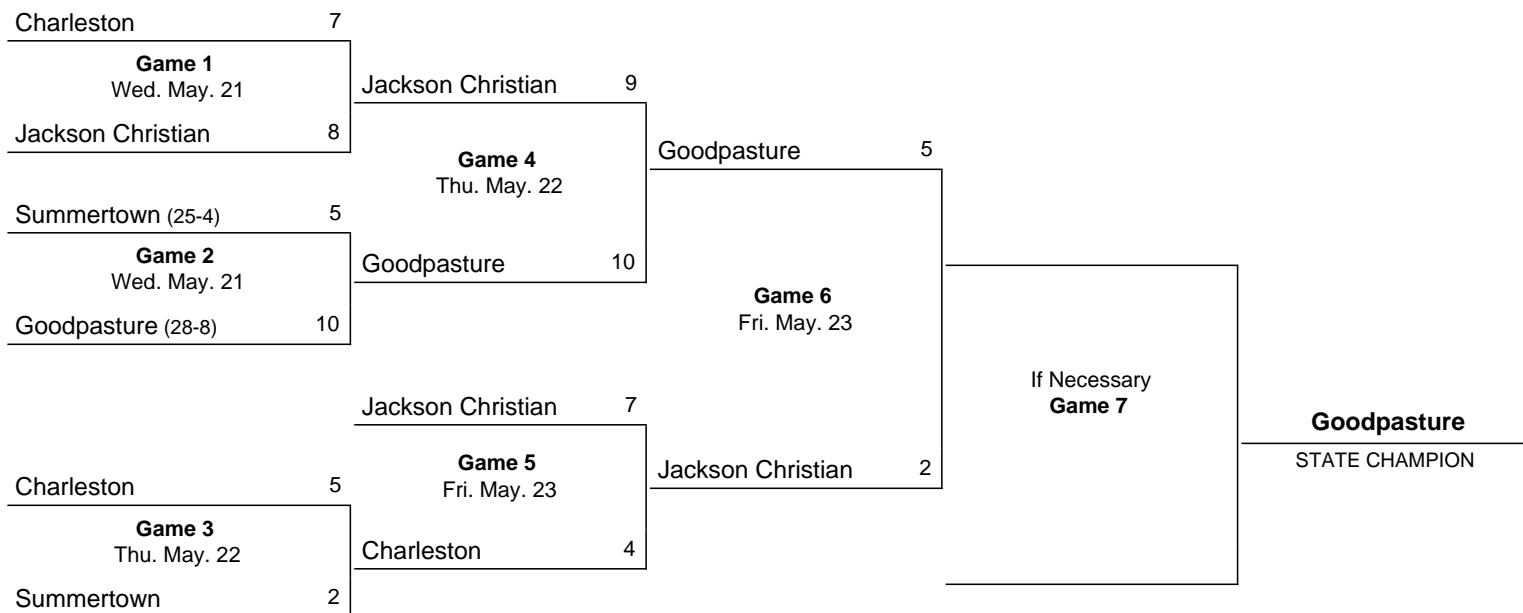 Charleston 7
Game 1
Wed. May. 21
Jackson Christian 8
Summertown (25-4) 5
Game 2
Wed. May. 21
Goodpasture (28-8) 10
Charleston 5
Game 3
Thu. May. 22
Summertown 2
Jackson Christian 9
Game 4
Thu. May. 22
Goodpasture 10
Jackson Christian 7
Game 5
Fri. May. 23
Charleston 4
Goodpasture 5
Game 6
Fri. May. 23
Jackson Christian 2
If Necessary
Game 7
Goodpasture
STATE CHAMPION